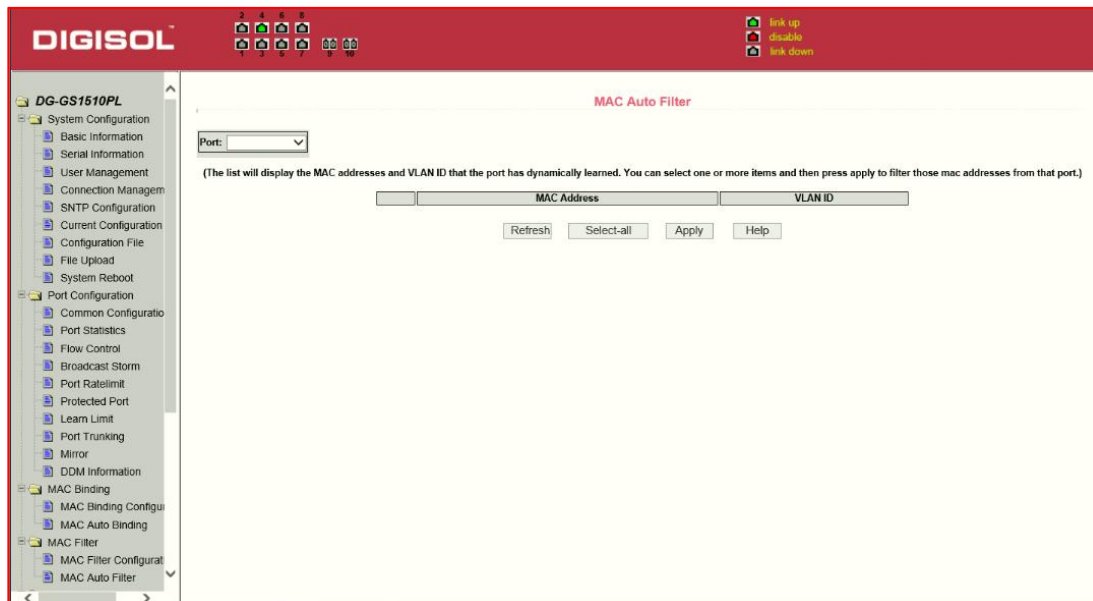 DIGISOL™
2 4 6 8
1 3 5 7 9 10
link up
disable
link down
DG-GS1510PL
System Configuration
Basic Information
Serial Information
User Management
Connection Managem
SNTP Configuration
Current Configuration
Configuration File
File Upload
System Reboot
Port Configuration
Common Configuratio
Port Statistics
Flow Control
Broadcast Storm
Port Ratelimit
Protected Port
Learn Limit
Port Trunking
Mirror
DDM Information
MAC Binding
MAC Binding Configur
MAC Auto Binding
MAC Filter
MAC Filter Configurat
MAC Auto Filter
MAC Auto Filter
Port:
(The list will display the MAC addresses and VLAN ID that the port has dynamically learned. You can select one or more items and then press apply to filter those mac addresses from that port.)
MAC Address VLAN ID
Refresh Select-all Apply Help